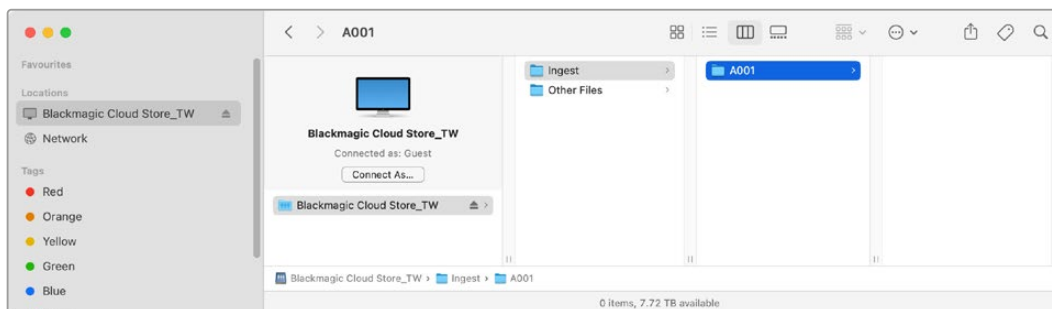 A001
Favourites
Locations
Blackmagic Cloud Store_TW
Network
Tags
Red
Orange
Yellow
Green
Blue
Blackmagic Cloud Store_TW
Connected as: Guest
Connect As...
Blackmagic Cloud Store_TW
Ingest
Other Files
A001
Blackmagic Cloud Store_TW › Ingest › A001
0 items, 7.72 TB available